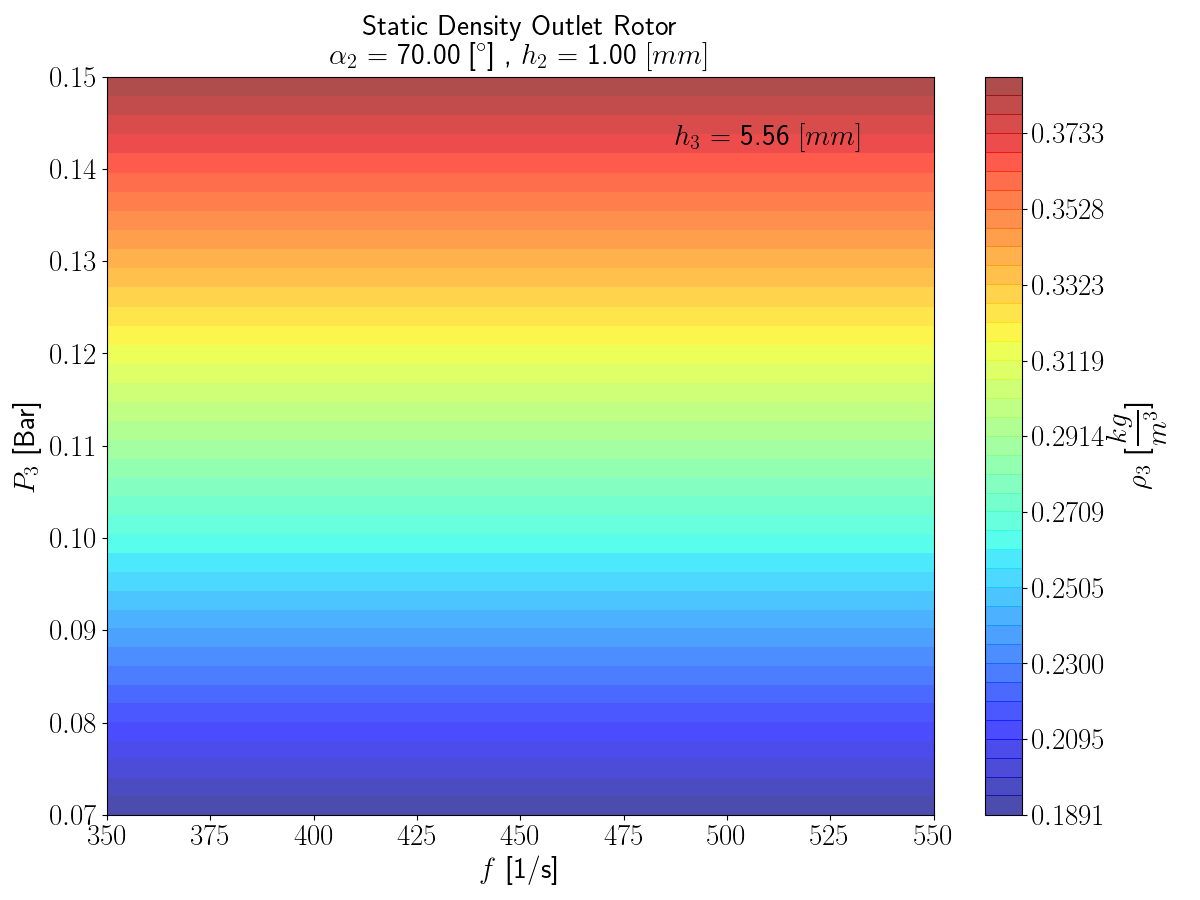 Static Density Outlet Rotor
α₂ = 70.00 [°] , h₂ = 1.00 [mm]
h₃ = 5.56 [mm]
P₃ [Bar]
0.15
0.14
0.13
0.12
0.11
0.10
0.09
0.08
0.07
350 375 400 425 450 475 500 525 550
f [1/s]
0.3733
0.3528
0.3323
0.3119
0.2914
0.2709
0.2505
0.2300
0.2095
0.1891
ρ₃ [kg/m³]